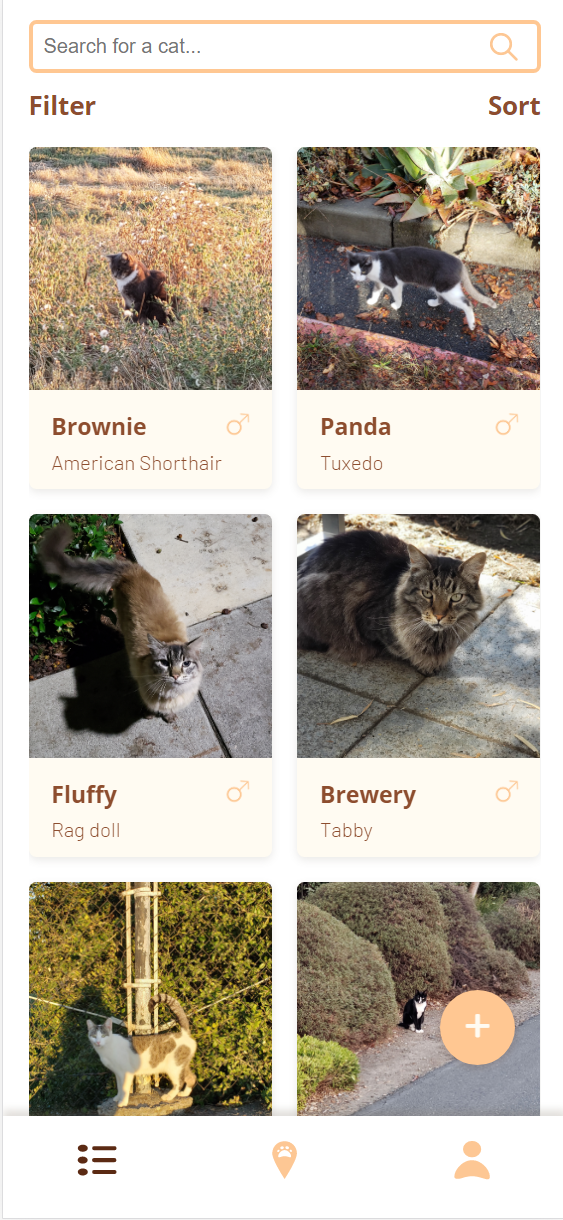 Search for a cat...
Filter
Sort
Brownie
American Shorthair
Panda
Tuxedo
Fluffy
Rag doll
Brewery
Tabby